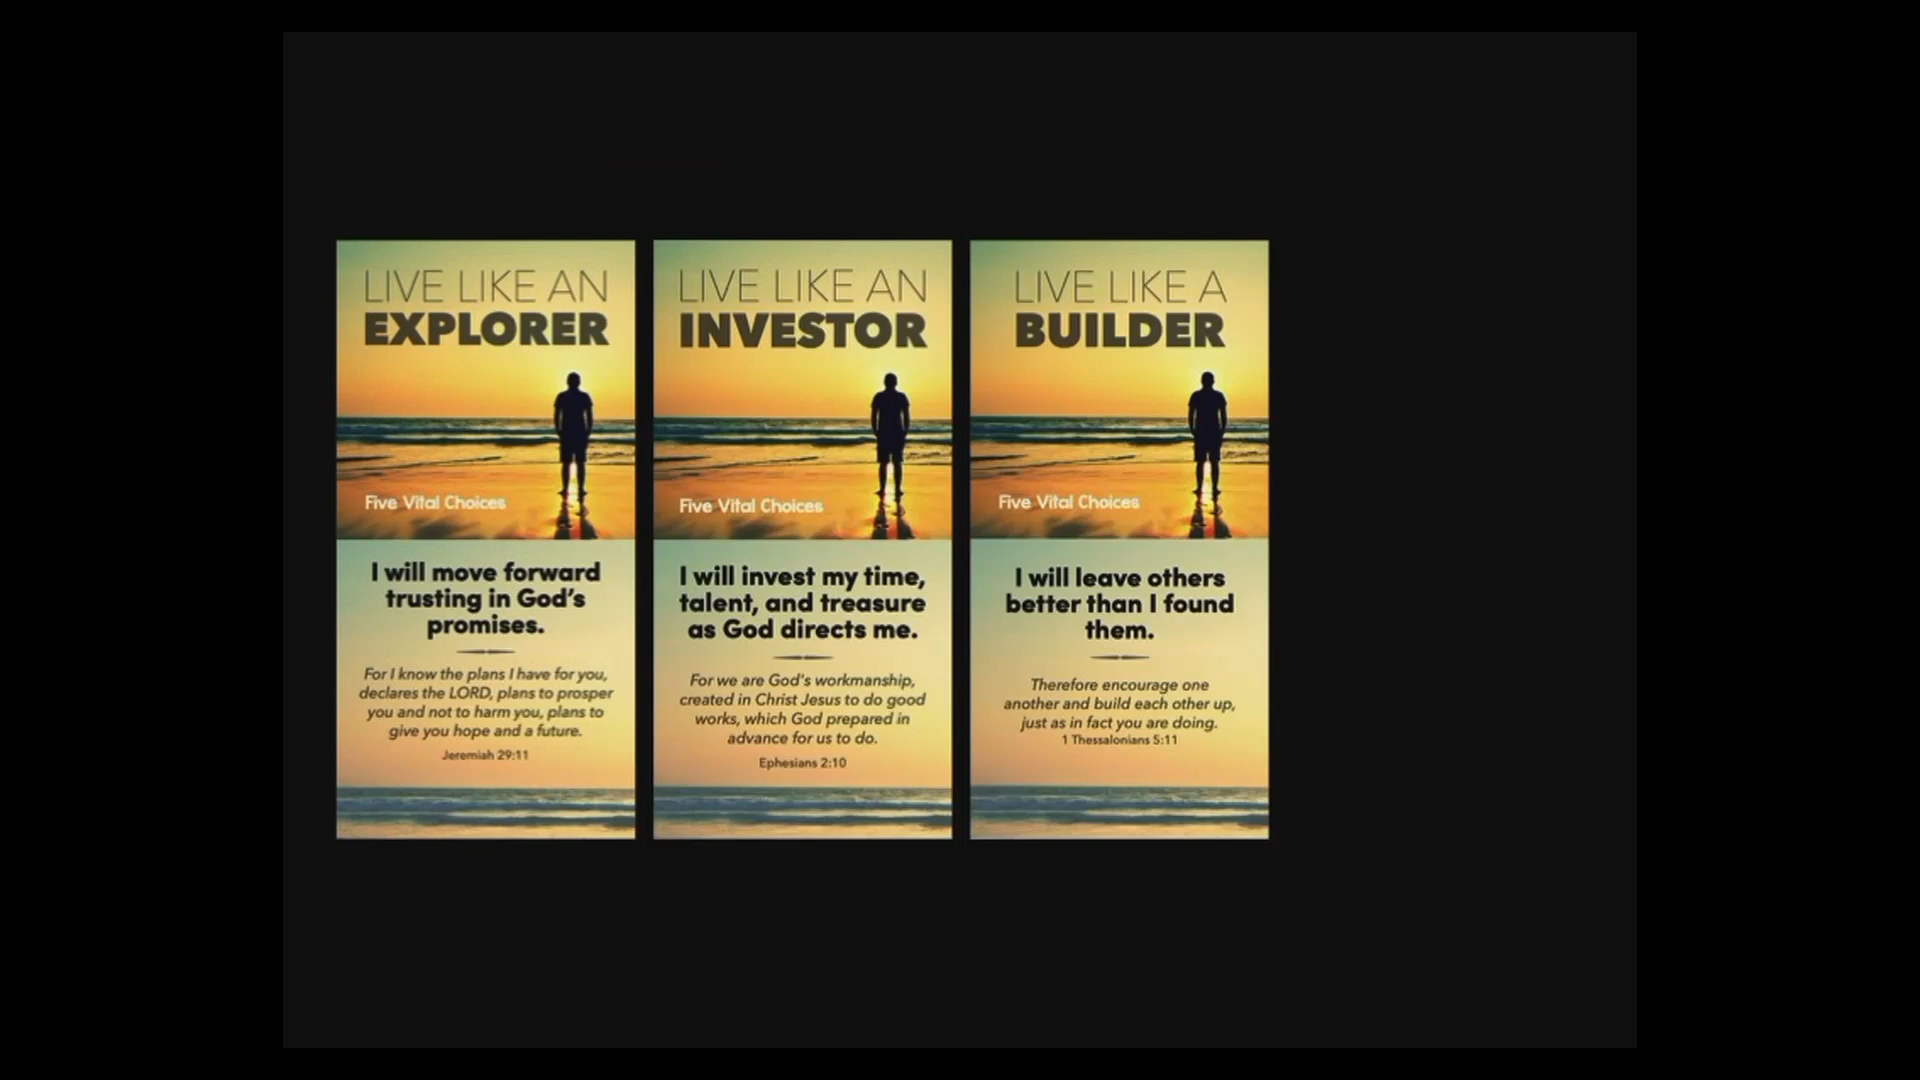 LIVE LIKE AN
EXPLORER
Five Vital Choices
I will move forward
trusting in God's
promises.
For I know the plans I have for you,
declares the LORD, plans to prosper
you and not to harm you, plans to
give you hope and a future.
Jeremiah 29:11
LIVE LIKE AN
INVESTOR
Five Vital Choices
I will invest my time,
talent, and treasure
as God directs me.
For we are God's workmanship,
created in Christ Jesus to do good
works, which God prepared in
advance for us to do.
Ephesians 2:10
LIVE LIKE A
BUILDER
Five Vital Choices
I will leave others
better than I found
them.
Therefore encourage one
another and build each other up,
just as in fact you are doing.
1 Thessalonians 5:11